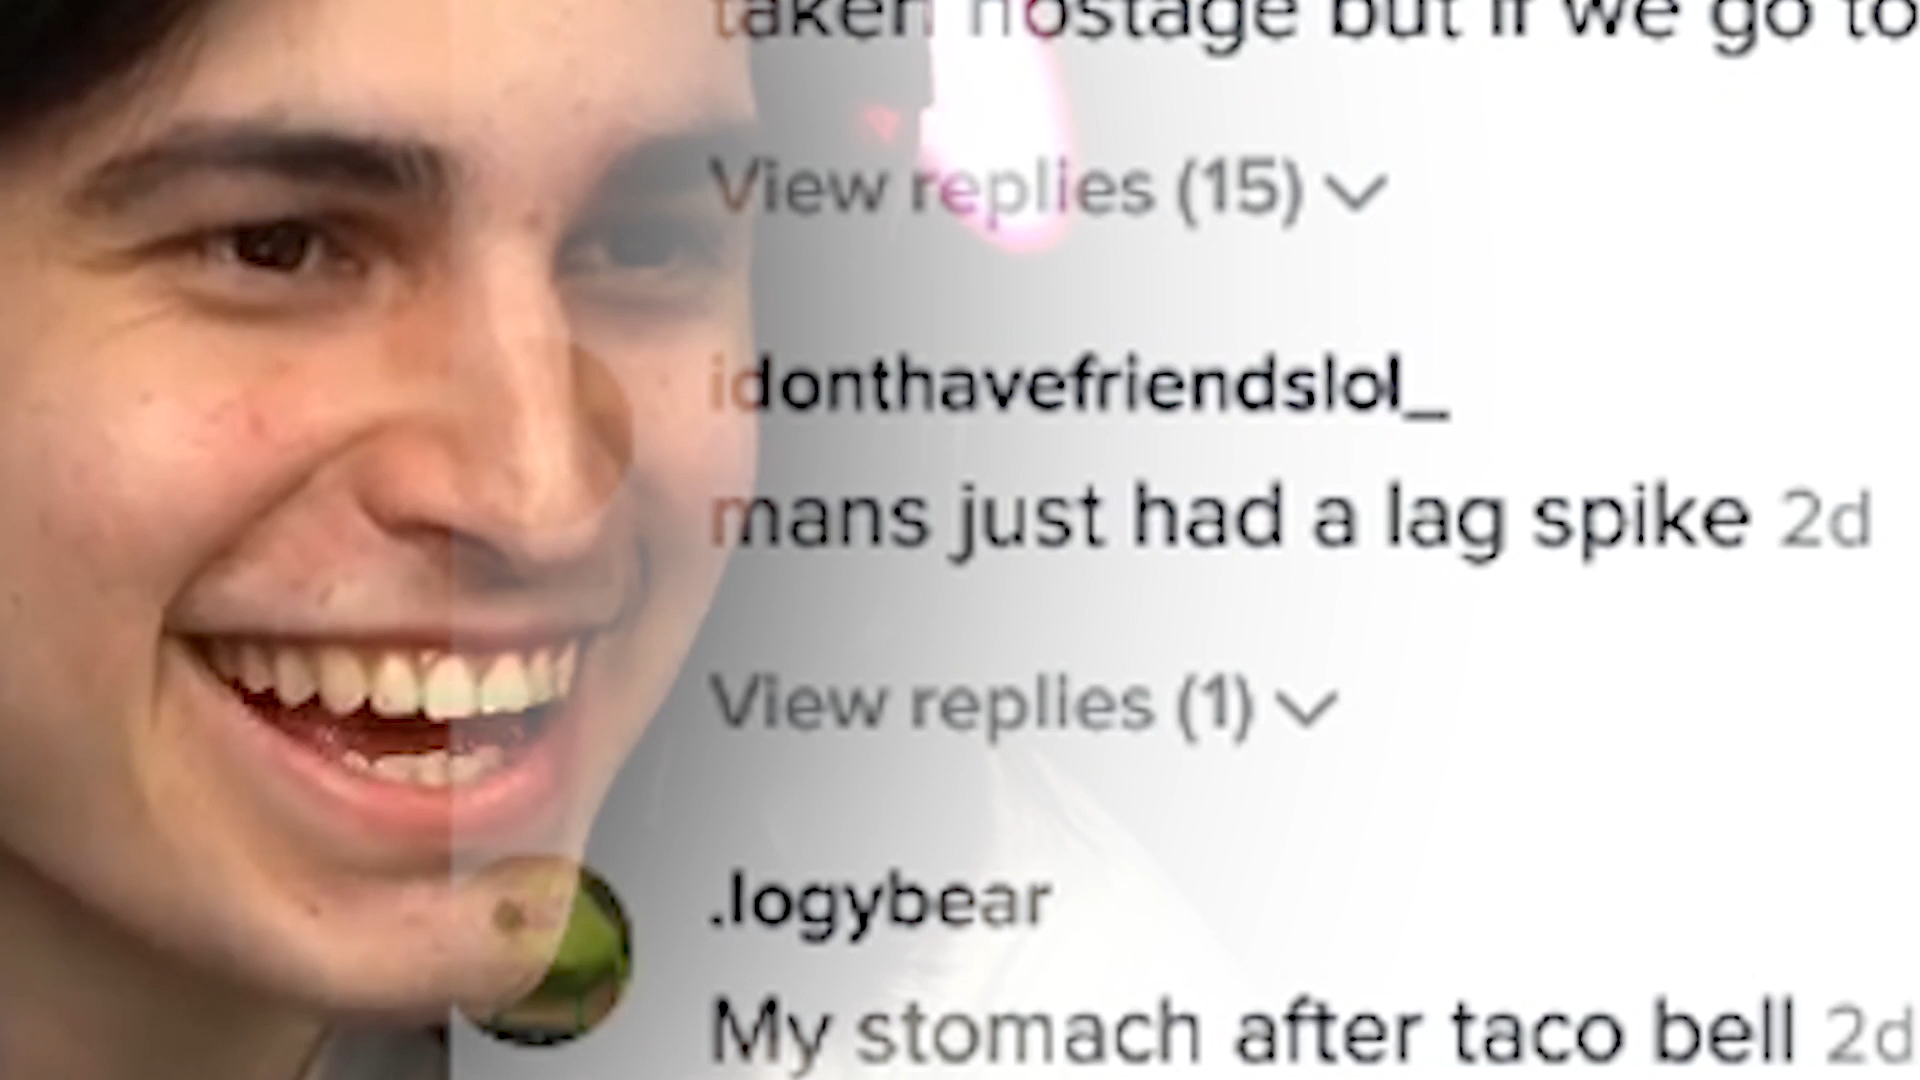 taken hostage but if we go to
View replies (15)
idonthavefriendslol_
mans just had a lag spike 2d
View replies (1)
.logybear
My stomach after taco bell 2d